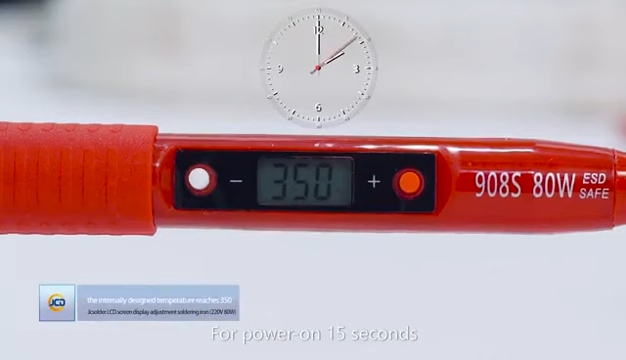 12
9
3
6
350
− +
908S 80W ESD SAFE
JCD
the internally designed temperature reaches 350
Jcsolder LCD screen display adjustment soldering iron (220V 80W)
For power-on 15 seconds